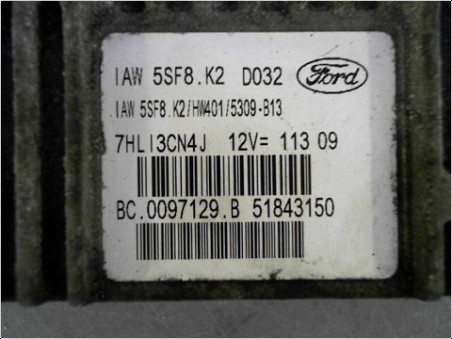 IAW 5SF8.K2 D032 Ford
IAW 5SF8.K2/HW401/5309-B13
7HLI3CN4J 12V= 113 09
BC.0097129.B 51843150